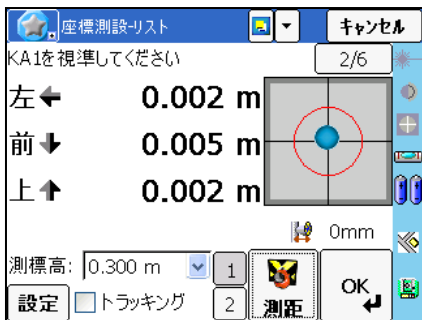 座標測設-リスト
キャンセル
KA1を視準してください
2/6
左← 0.002 m
前↓ 0.005 m
上↑ 0.002 m
0mm
測標高: 0.300 m
1
設定
トラッキング
2
測距
OK